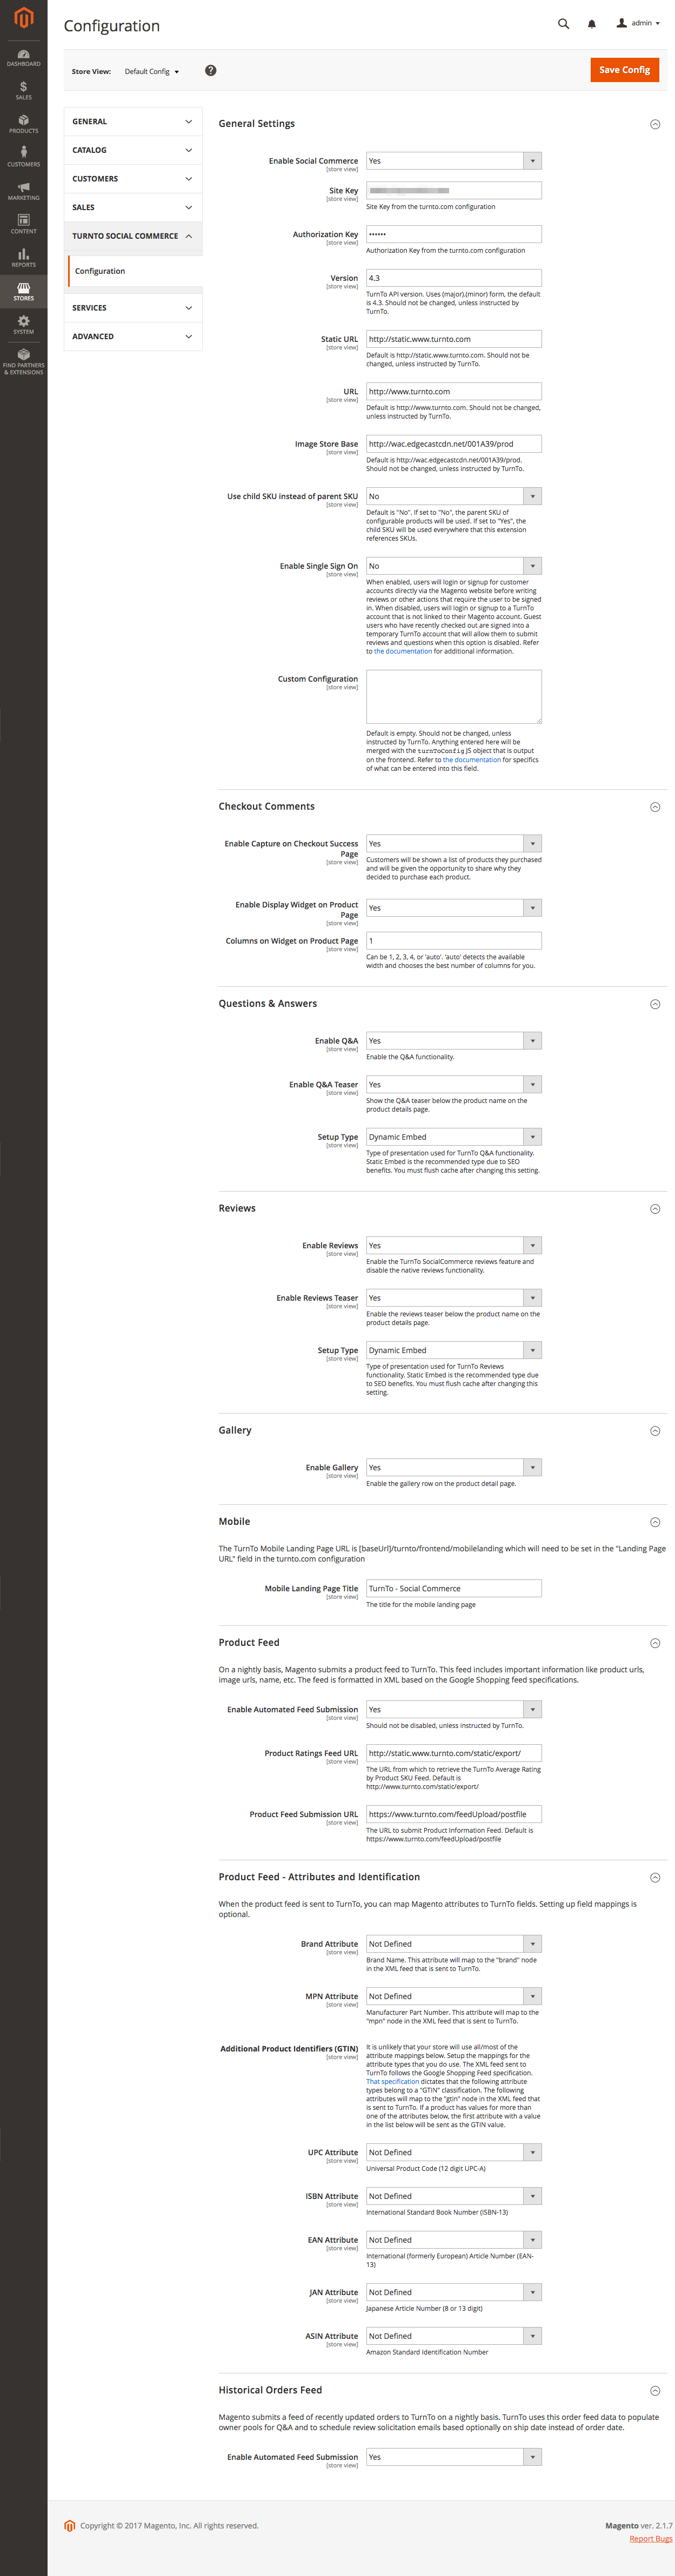 Configuration
admin
DASHBOARD
SALES
PRODUCTS
CUSTOMERS
MARKETING
CONTENT
REPORTS
STORES
SYSTEM
FIND PARTNERS
& EXTENSIONS
Store View: Default Config
?
Save Config
GENERAL
CATALOG
CUSTOMERS
SALES
TURNTO SOCIAL COMMERCE
Configuration
SERVICES
ADVANCED
General Settings
Enable Social Commerce
[store view]
Yes
Site Key
[store view]
Site Key from the turnto.com configuration
Authorization Key
[store view]
••••••
Authorization Key from the turnto.com configuration
Version
[store view]
4.3
TurnTo API version. Uses (major).(minor) form, the default
is 4.3. Should not be changed, unless instructed by
TurnTo.
Static URL
[store view]
http://static.www.turnto.com
Default is http://static.www.turnto.com. Should not be
changed, unless instructed by TurnTo.
URL
[store view]
http://www.turnto.com
Default is http://www.turnto.com. Should not be changed,
unless instructed by TurnTo.
Image Store Base
[store view]
http://wac.edgecastcdn.net/001A39/prod
Default is http://wac.edgecastcdn.net/001A39/prod.
Should not be changed, unless instructed by TurnTo.
Use child SKU instead of parent SKU
[store view]
No
Default is "No". If set to "No", the parent SKU of
configurable products will be used. If set to "Yes", the
child SKU will be used everywhere that this extension
references SKUs.
Enable Single Sign On
[store view]
No
When enabled, users will login or signup for customer
accounts directly via the Magento website before writing
reviews or other actions that require the user to be signed
in. When disabled, users will login or signup to a TurnTo
account that is not linked to their Magento account. Guest
users who have recently checked out are signed into a
temporary TurnTo account that will allow them to submit
reviews and questions when this option is disabled. Refer
to the documentation for additional information.
Custom Configuration
[store view]
Default is empty. Should not be changed, unless
instructed by TurnTo. Anything entered here will be
merged with the turnToConfig JS object that is output
on the frontend. Refer to the documentation for specifics
of what can be entered into this field.
Checkout Comments
Enable Capture on Checkout Success
Page
[store view]
Yes
Customers will be shown a list of products they purchased
and will be given the opportunity to share why they
decided to purchase each product.
Enable Display Widget on Product
Page
[store view]
Yes
Columns on Widget on Product Page
[store view]
1
Can be 1, 2, 3, 4, or 'auto'. 'auto' detects the available
width and chooses the best number of columns for you.
Questions & Answers
Enable Q&A
[store view]
Yes
Enable the Q&A functionality.
Enable Q&A Teaser
[store view]
Yes
Show the Q&A teaser below the product name on the
product details page.
Setup Type
[store view]
Dynamic Embed
Type of presentation used for TurnTo Q&A functionality.
Static Embed is the recommended type due to SEO
benefits. You must flush cache after changing this setting.
Reviews
Enable Reviews
[store view]
Yes
Enable the TurnTo SocialCommerce reviews feature and
disable the native reviews functionality.
Enable Reviews Teaser
[store view]
Yes
Enable the reviews teaser below the product name on the
product details page.
Setup Type
[store view]
Dynamic Embed
Type of presentation used for TurnTo Reviews
functionality. Static Embed is the recommended type due
to SEO benefits. You must flush cache after changing this
setting.
Gallery
Enable Gallery
[store view]
Yes
Enable the gallery row on the product detail page.
Mobile
The TurnTo Mobile Landing Page URL is [baseUrl]/turnto/frontend/mobilelanding which will need to be set in the "Landing Page
URL" field in the turnto.com configuration
Mobile Landing Page Title
[store view]
TurnTo - Social Commerce
The title for the mobile landing page
Product Feed
On a nightly basis, Magento submits a product feed to TurnTo. This feed includes important information like product urls,
image urls, name, etc. The feed is formatted in XML based on the Google Shopping feed specifications.
Enable Automated Feed Submission
[store view]
Yes
Should not be disabled, unless instructed by TurnTo.
Product Ratings Feed URL
[store view]
http://static.www.turnto.com/static/export/
The URL from which to retrieve the TurnTo Average Rating
by Product SKU Feed. Default is
http://www.turnto.com/static/export/
Product Feed Submission URL
[store view]
https://www.turnto.com/feedUpload/postfile
The URL to submit Product Information Feed. Default is
https://www.turnto.com/feedUpload/postfile
Product Feed - Attributes and Identification
When the product feed is sent to TurnTo, you can map Magento attributes to TurnTo fields. Setting up field mappings is
optional.
Brand Attribute
[store view]
Not Defined
Brand Name. This attribute will map to the "brand" node
in the XML feed that is sent to TurnTo.
MPN Attribute
[store view]
Not Defined
Manufacturer Part Number. This attribute will map to the
"mpn" node in the XML feed that is sent to TurnTo.
Additional Product Identifiers (GTIN)
[store view]
It is unlikely that your store will use all/most of the
attribute mappings below. Setup the mappings for the
attribute types that you do use. The XML feed sent to
TurnTo follows the Google Shopping Feed specification.
That specification dictates that the following attribute
types belong to a "GTIN" classification. The following
attributes will map to the "gtin" node in the XML feed that
is sent to TurnTo. If a product has values for more than
one of the attributes below, the first attribute with a value
in the list below will be sent as the GTIN value.
UPC Attribute
[store view]
Not Defined
Universal Product Code (12 digit UPC-A)
ISBN Attribute
[store view]
Not Defined
International Standard Book Number (ISBN-13)
EAN Attribute
[store view]
Not Defined
International (formerly European) Article Number (EAN-
13)
JAN Attribute
[store view]
Not Defined
Japanese Article Number (8 or 13 digit)
ASIN Attribute
[store view]
Not Defined
Amazon Standard Identification Number
Historical Orders Feed
Magento submits a feed of recently updated orders to TurnTo on a nightly basis. TurnTo uses this order feed data to populate
owner pools for Q&A and to schedule review solicitation emails based optionally on ship date instead of order date.
Enable Automated Feed Submission
[store view]
Yes
Copyright © 2017 Magento, Inc. All rights reserved.
Magento ver. 2.1.7
Report Bugs